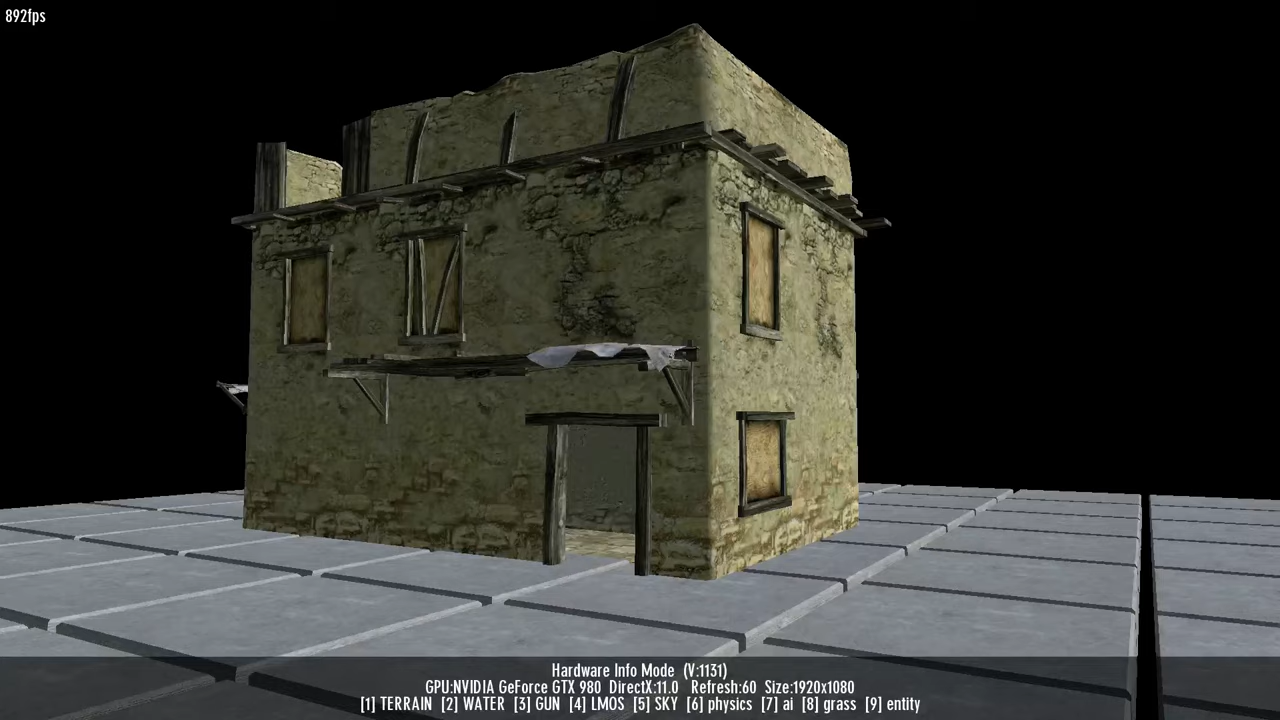 892fps
Hardware Info Mode (V:1131)
GPU:NVIDIA GeForce GTX 980 DirectX:11.0 Refresh:60 Size:1920x1080
[1] TERRAIN [2] WATER [3] GUN [4] LMOS [5] SKY [6] physics [7] ai [8] grass [9] entity